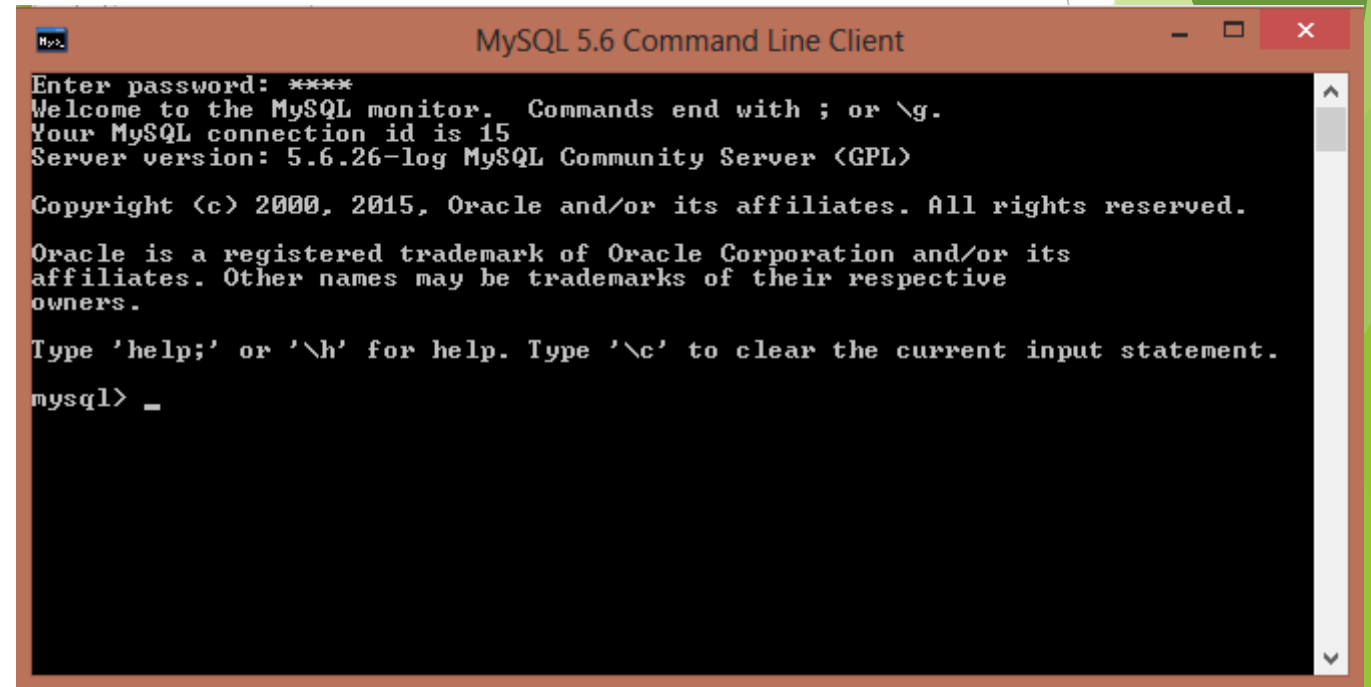 MySQL 5.6 Command Line Client
Enter password: ****
Welcome to the MySQL monitor.  Commands end with ; or \g.
Your MySQL connection id is 15
Server version: 5.6.26-log MySQL Community Server (GPL)
Copyright (c) 2000, 2015, Oracle and/or its affiliates. All rights reserved.
Oracle is a registered trademark of Oracle Corporation and/or its
affiliates. Other names may be trademarks of their respective
owners.
Type 'help;' or '\h' for help. Type '\c' to clear the current input statement.
mysql> _